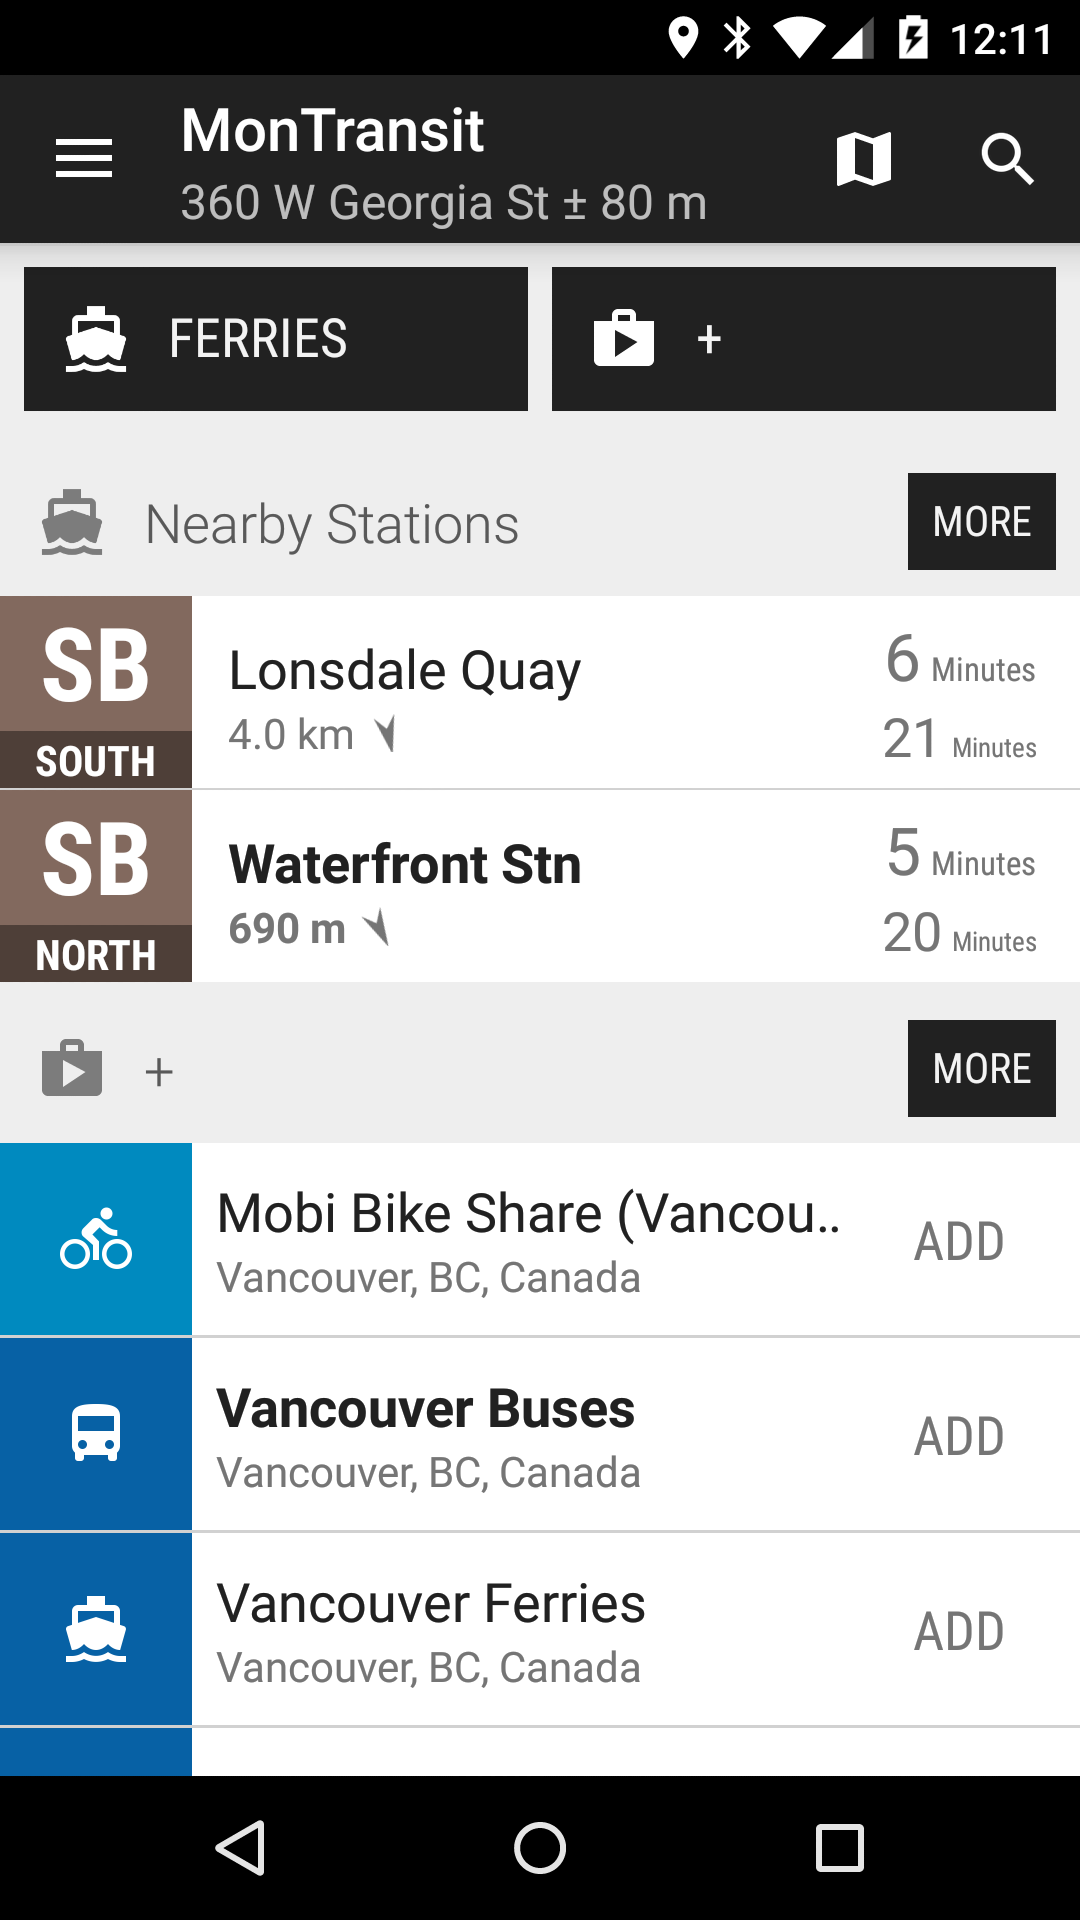 12:11
MonTransit
360 W Georgia St ± 80 m
FERRIES
+
Nearby Stations
MORE
SB
SOUTH
Lonsdale Quay
4.0 km
6 Minutes
21 Minutes
SB
NORTH
Waterfront Stn
690 m
5 Minutes
20 Minutes
+
MORE
Mobi Bike Share (Vancou..
Vancouver, BC, Canada
ADD
Vancouver Buses
Vancouver, BC, Canada
ADD
Vancouver Ferries
Vancouver, BC, Canada
ADD